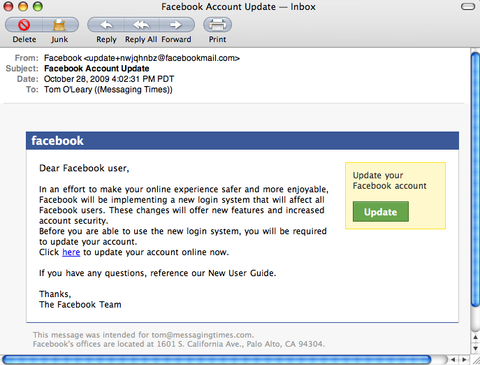 Facebook Account Update — Inbox
Delete Junk Reply Reply All Forward Print
From: Facebook <update+nwjqhnbz@facebookmail.com>
Subject: Facebook Account Update
Date: October 28, 2009 4:02:31 PM PDT
To: Tom O'Leary ((Messaging Times))
facebook
Dear Facebook user,
In an effort to make your online experience safer and more enjoyable,
Facebook will be implementing a new login system that will affect all
Facebook users. These changes will offer new features and increased
account security.
Before you are able to use the new login system, you will be required
to update your account.
Click here to update your account online now.
If you have any questions, reference our New User Guide.
Thanks,
The Facebook Team
Update your
Facebook account
Update
This message was intended for tom@messagingtimes.com.
Facebook's offices are located at 1601 S. California Ave., Palo Alto, CA 94304.